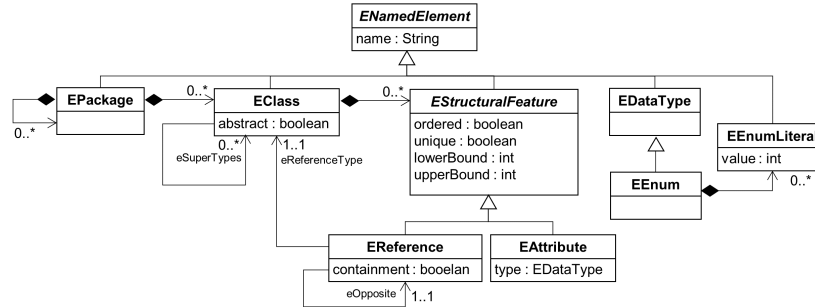 ENamedElement
name : String
EPackage
0..*
0..*
EClass
abstract : boolean
0..*
eSuperTypes
0..*
1..1
eReferenceType
EStructuralFeature
ordered : boolean
unique : boolean
lowerBound : int
upperBound : int
EDataType
EEnum
EEnumLiteral
value : int
0..*
EReference
containment : booelan
eOpposite
1..1
EAttribute
type : EDataType